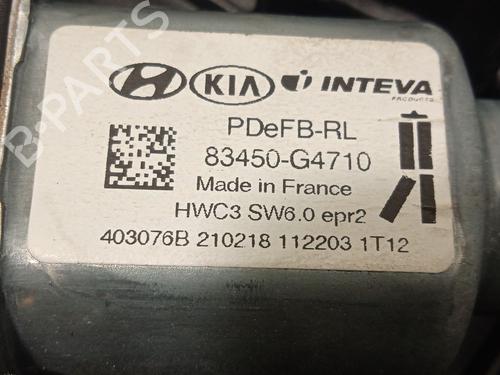 KIA INTEVA
PRODUCTS
PDeFB-RL
83450-G4710
Made in France
HWC3 SW6.0 epr2
403076B 210218 112203 1T12
B-PARTS